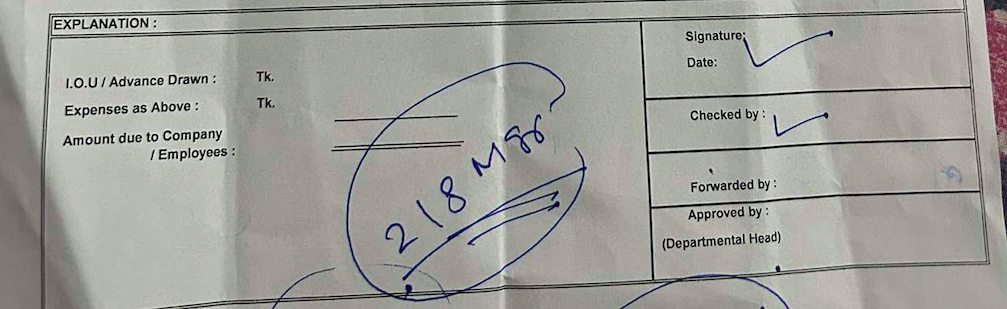 EXPLANATION :
I.O.U / Advance Drawn : Tk.
Expenses as Above : Tk.
Amount due to Company
/ Employees :
218
Signature:
Date:
Checked by :
Forwarded by :
Approved by :
(Departmental Head)